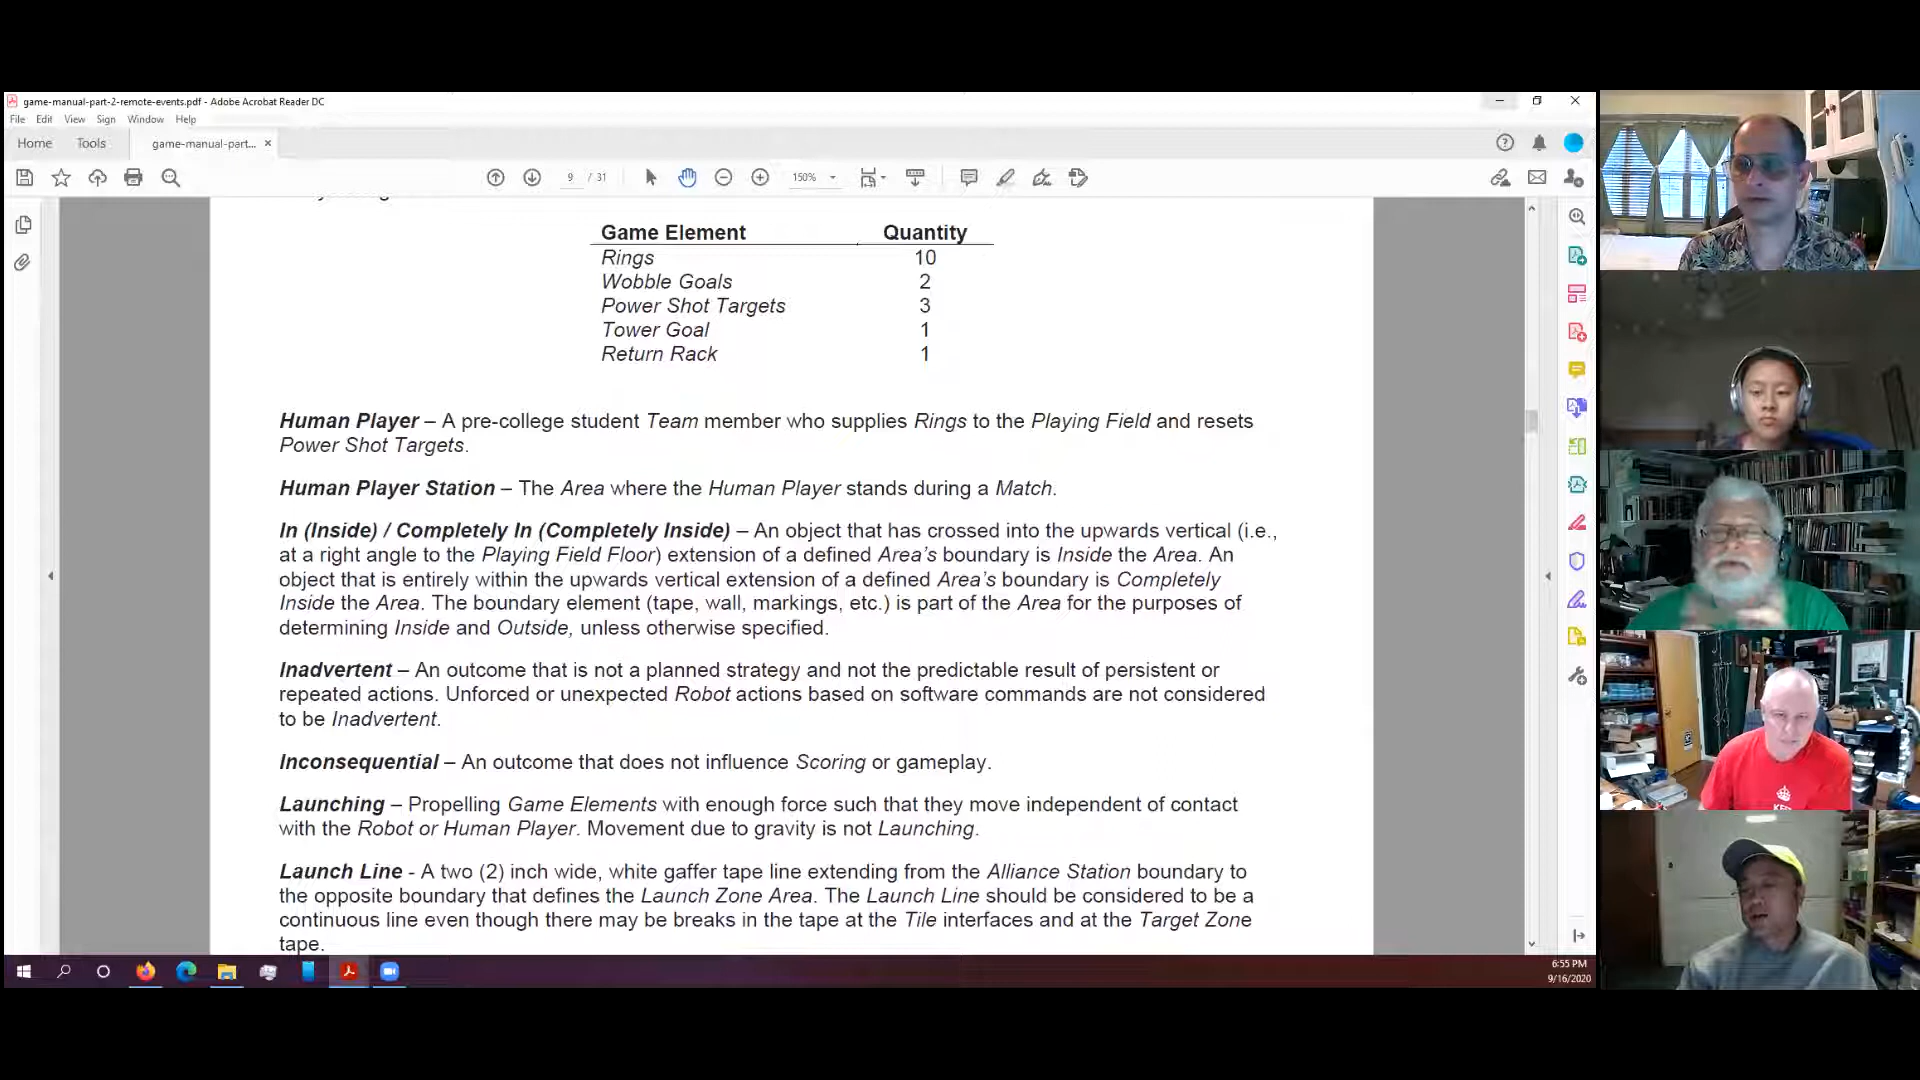 game-manual-part-2-remote-events.pdf - Adobe Acrobat Reader DC
File Edit View Sign Window Help
Home Tools game-manual-part... ×
9 / 31 150%
Game Element Quantity
Rings 10
Wobble Goals 2
Power Shot Targets 3
Tower Goal 1
Return Rack 1
Human Player – A pre-college student Team member who supplies Rings to the Playing Field and resets
Power Shot Targets.
Human Player Station – The Area where the Human Player stands during a Match.
In (Inside) / Completely In (Completely Inside) – An object that has crossed into the upwards vertical (i.e.,
at a right angle to the Playing Field Floor) extension of a defined Area's boundary is Inside the Area. An
object that is entirely within the upwards vertical extension of a defined Area's boundary is Completely
Inside the Area. The boundary element (tape, wall, markings, etc.) is part of the Area for the purposes of
determining Inside and Outside, unless otherwise specified.
Inadvertent – An outcome that is not a planned strategy and not the predictable result of persistent or
repeated actions. Unforced or unexpected Robot actions based on software commands are not considered
to be Inadvertent.
Inconsequential – An outcome that does not influence Scoring or gameplay.
Launching – Propelling Game Elements with enough force such that they move independent of contact
with the Robot or Human Player. Movement due to gravity is not Launching.
Launch Line - A two (2) inch wide, white gaffer tape line extending from the Alliance Station boundary to
the opposite boundary that defines the Launch Zone Area. The Launch Line should be considered to be a
continuous line even though there may be breaks in the tape at the Tile interfaces and at the Target Zone
tape.
6:55 PM
9/16/2020